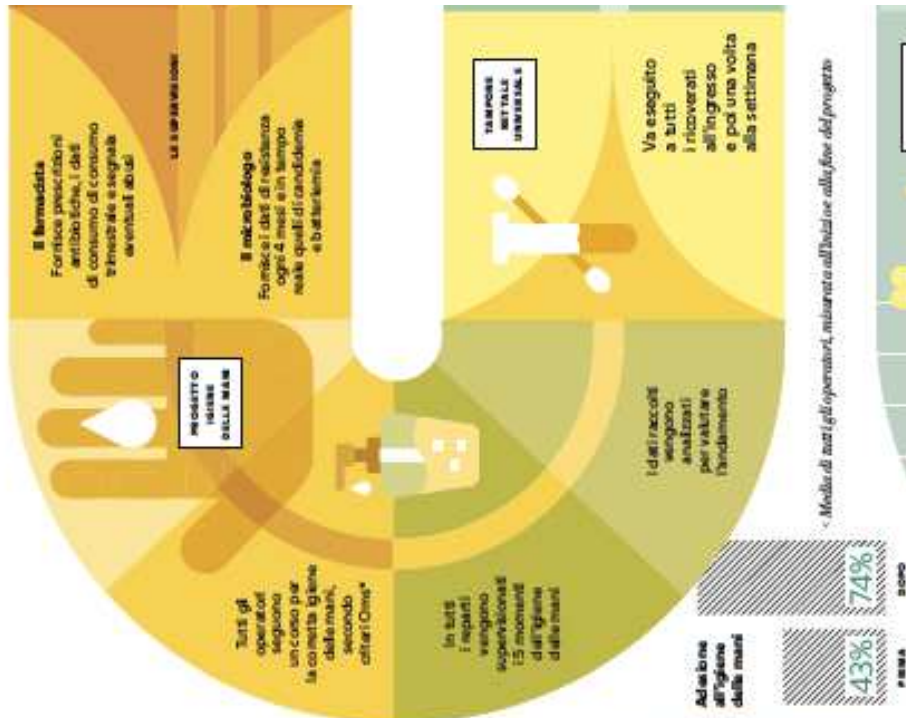 Il farmacista
Fornisce prescrizioni
antibiotiche, i dati
di consumo di consumo
trimestrale e segnala
eventuali abusi
LE SUPERVISIONI
Il microbiologo
Fornisce i dati di resistenza
ogni 4 mesi e in tempo
reale quelli di candidemia
e batteriemia
PROGETTO
IGIENE
DELLE MANI
Tutti gli
operatori
seguono
un corso per
la corretta igiene
delle mani,
secondo
criteri Oms*
In tutti
i reparti
vengono
supervisionati
i 5 momenti
dell'igiene
delle mani
I dati raccolti
vengono
analizzati
per valutare
l'andamento
TAMPONE
RETTALE
UNIVERSALE
Va eseguito
a tutti
i ricoverati
all'ingresso
e poi una volta
alla settimana
Adesione
all'igiene
delle mani
43%
PRIMA
74%
DOPO
< Media di tutti gli operatori, misurata all'inizio e alla fine del progetto